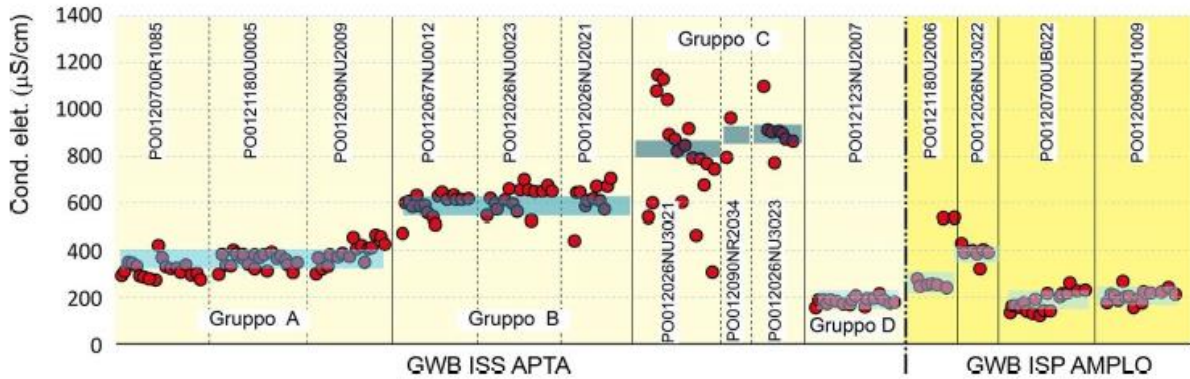 Cond. elet. (µS/cm)
1400
1200
1000
800
600
400
200
0
PO0120700R1085
PO0121180U0005
PO012090NU2009
PO012067NU0012
PO012026NU0023
PO012026NU2021
PO012026NU3021
PO012090NR2034
PO012026NU3023
PO012123NU2007
PO0121180U2006
PO012026NU3022
PO0120700UB022
PO012090NU1009
Gruppo A
Gruppo B
Gruppo C
Gruppo D
GWB ISS APTA
GWB ISP AMPLO